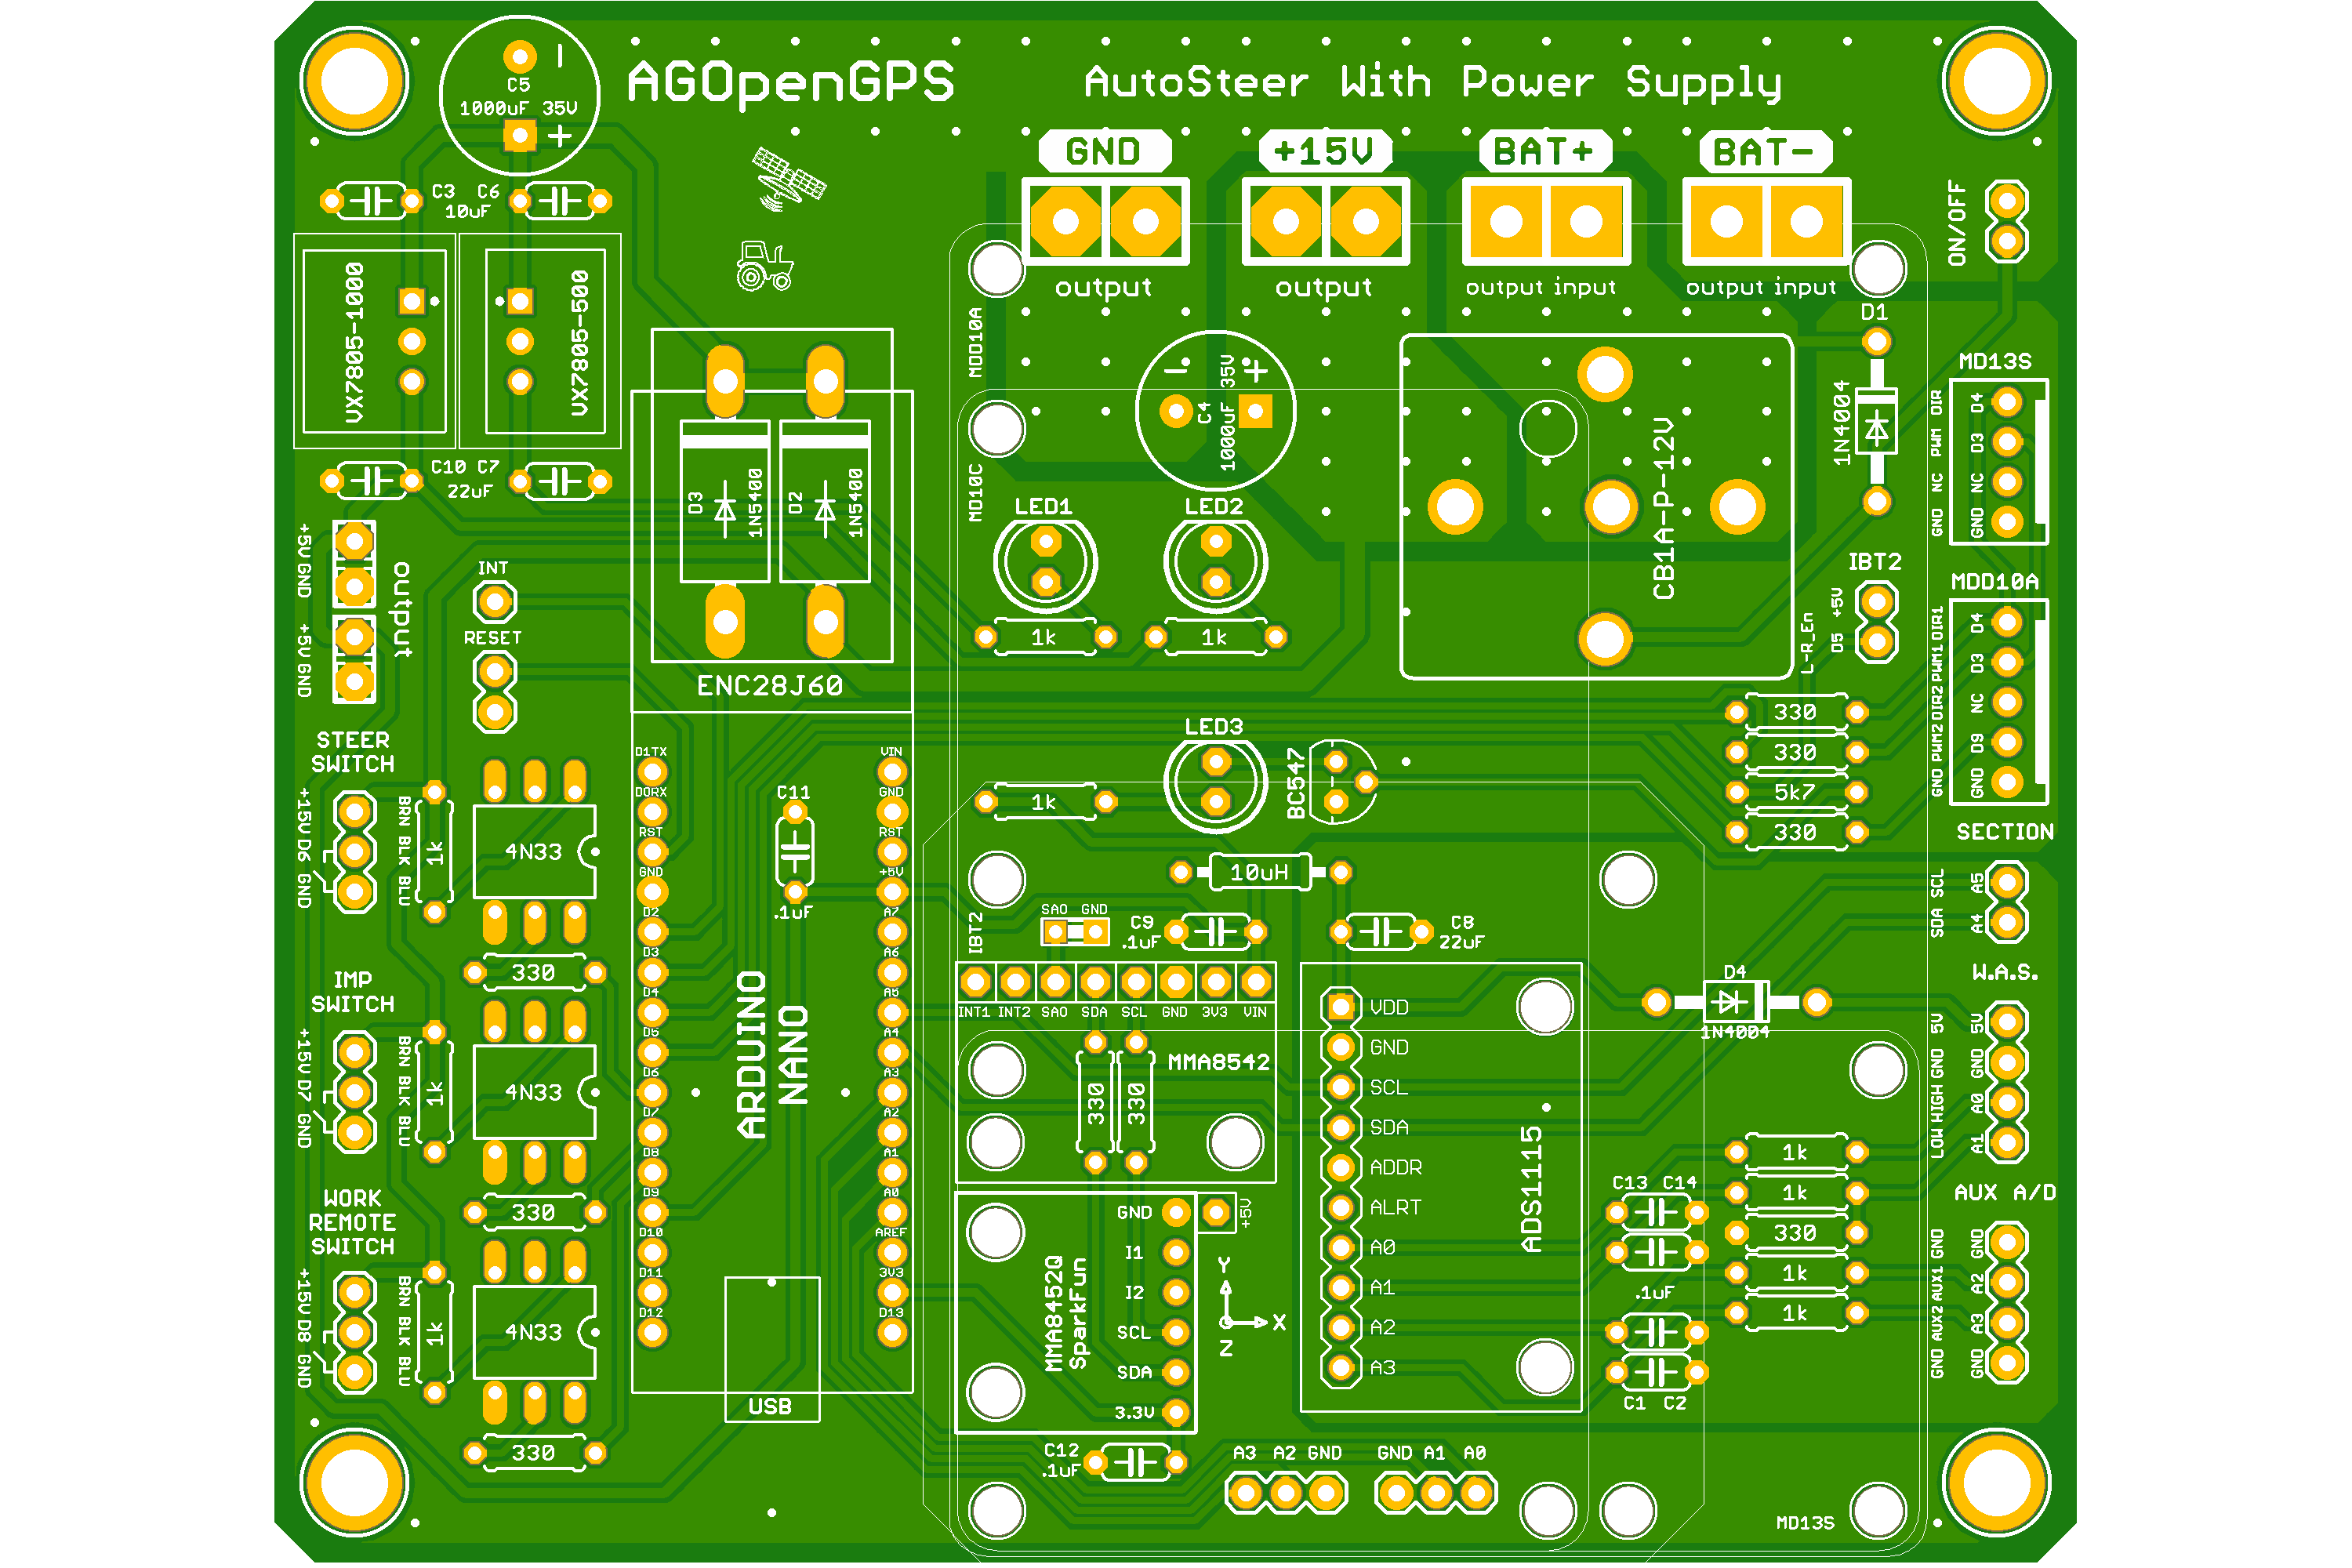 AGOpenGPS
AutoSteer With Power Supply
C5
1000uF 35V
+
GND
+15V
BAT+
BAT-
output
output
output input
output input
ON/OFF
C3 C6
10uF
VX7805-1000
VX7805-500
C10 C7
22uF
MDD10A
MD10C
C4
1000uF 35V
- +
CB1A-P-12V
D1
1N4004
MD13S
DIR D4
PWM D3
NC NC
GND GND
D3
1N5400
D2
1N5400
ENC28J60
LED1
LED2
1k
1k
+5V GND
+5V GND
output
INT
RESET
IBT2
+5V
D5
L-R_En
MDD10A
DIR1 D4
PWM1 D3
DIR2 NC
PWM2 D9
GND GND
SECTION
330
330
5k7
330
LED3
BC547
1k
10uH
STEER
SWITCH
+15V D6 GND
BRN BLK BLU
1k
4N33
330
IMP
SWITCH
+15V D7 GND
BRN BLK BLU
1k
4N33
330
WORK
REMOTE
SWITCH
+15V D8 GND
BRN BLK BLU
1k
4N33
330
D1TX
DORX
RST
GND
D2
D3
D4
D5
D6
D7
D8
D9
D10
D11
D12
VIN
GND
RST
+5V
A7
A6
A5
A4
A3
A2
A1
A0
AREF
3V3
D13
C11
.1uF
ARDUINO
NANO
USB
IBT2
SAO GND
C9
.1uF
C8
22uF
INT1 INT2 SAO SDA SCL GND 3V3 VIN
MMA8542
330
330
GND
I1
I2
SCL
SDA
3.3V
+5V
MMA8452Q
SparkFun
Y
X
Z
C12
.1uF
VDD
GND
SCL
SDA
ADDR
ALRT
A0
A1
A2
A3
ADS1115
A3 A2 GND
GND A1 A0
SCL A5
SDA A4
W.A.S.
D4
1N4004
5V 5V
GND GND
HIGH A0
LOW A1
AUX A/D
GND GND
AUX1 A2
AUX2 A3
GND GND
C13 C14
.1uF
C1 C2
1k
1k
330
1k
1k
MD13S